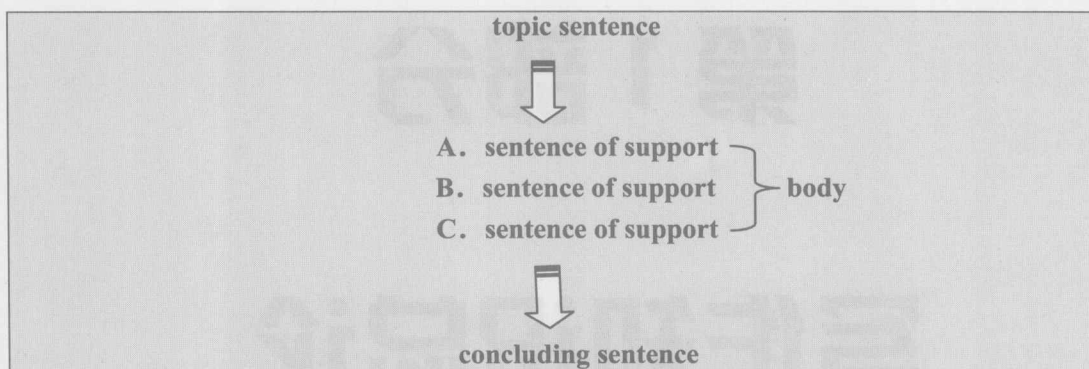 topic sentence
A. sentence of support
B. sentence of support
C. sentence of support
body
concluding sentence